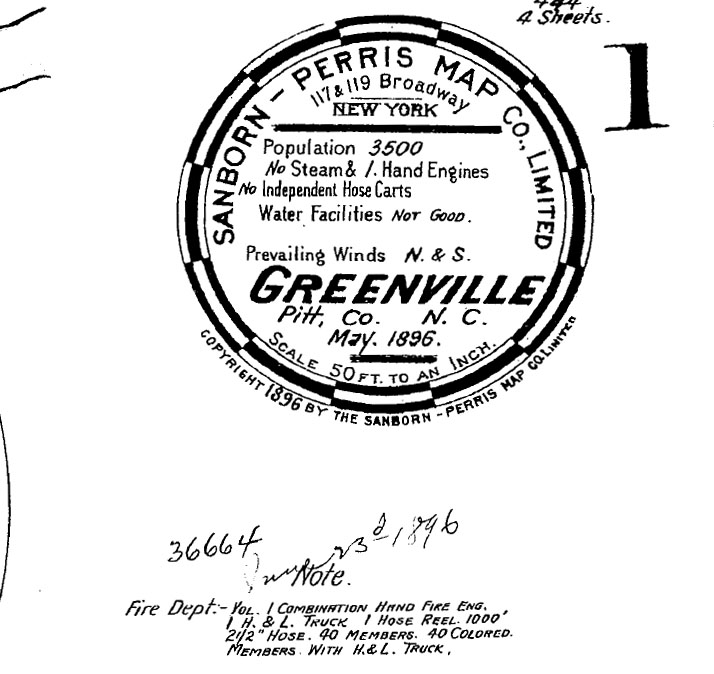 4 Sheets.
1
SANBORN - PERRIS MAP CO., LIMITED
117 & 119 Broadway
NEW YORK
Population 3500
No Steam & 1. Hand Engines
No Independent Hose Carts
Water Facilities NOT GOOD.
Prevailing Winds N. & S.
GREENVILLE
Pitt, Co. N. C.
May. 1896.
SCALE 50 FT. TO AN INCH.
COPYRIGHT 1896 BY THE SANBORN - PERRIS MAP CO. LIMITED
36664
23d 1896
Note.
Fire Dept:- VOL. 1 COMBINATION HAND FIRE ENG.,
1 H. & L. TRUCK 1 HOSE REEL. 1000'
2 1/2" HOSE. 40 MEMBERS. 40 COLORED.
MEMBERS WITH H. & L. TRUCK.